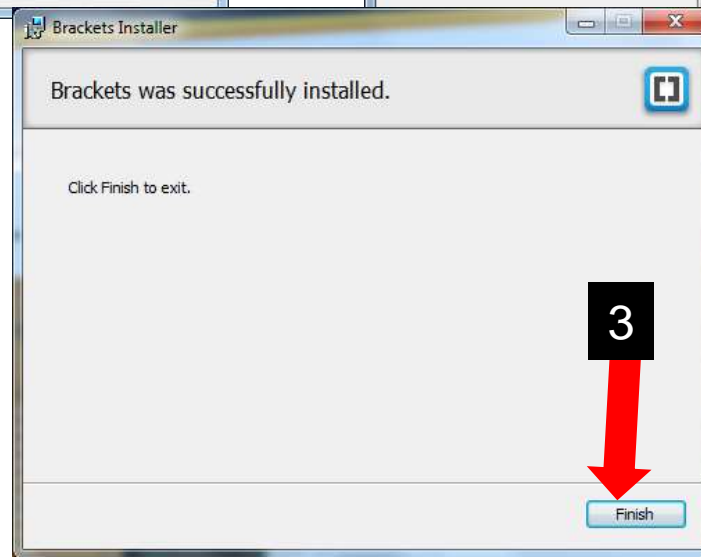 Brackets Installer
Brackets was successfully installed.
Click Finish to exit.
3
Finish